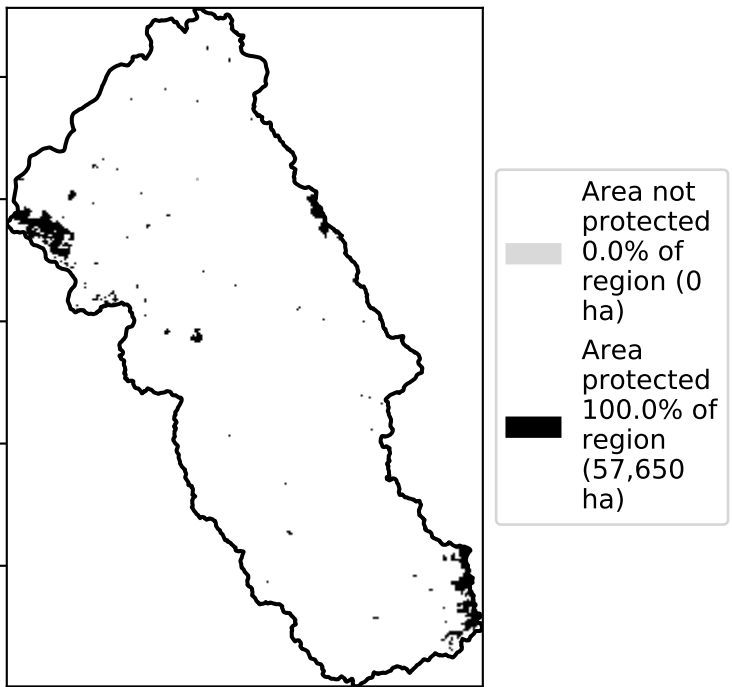 Area not
protected
0.0% of
region (0
ha)
Area
protected
100.0% of
region
(57,650
ha)